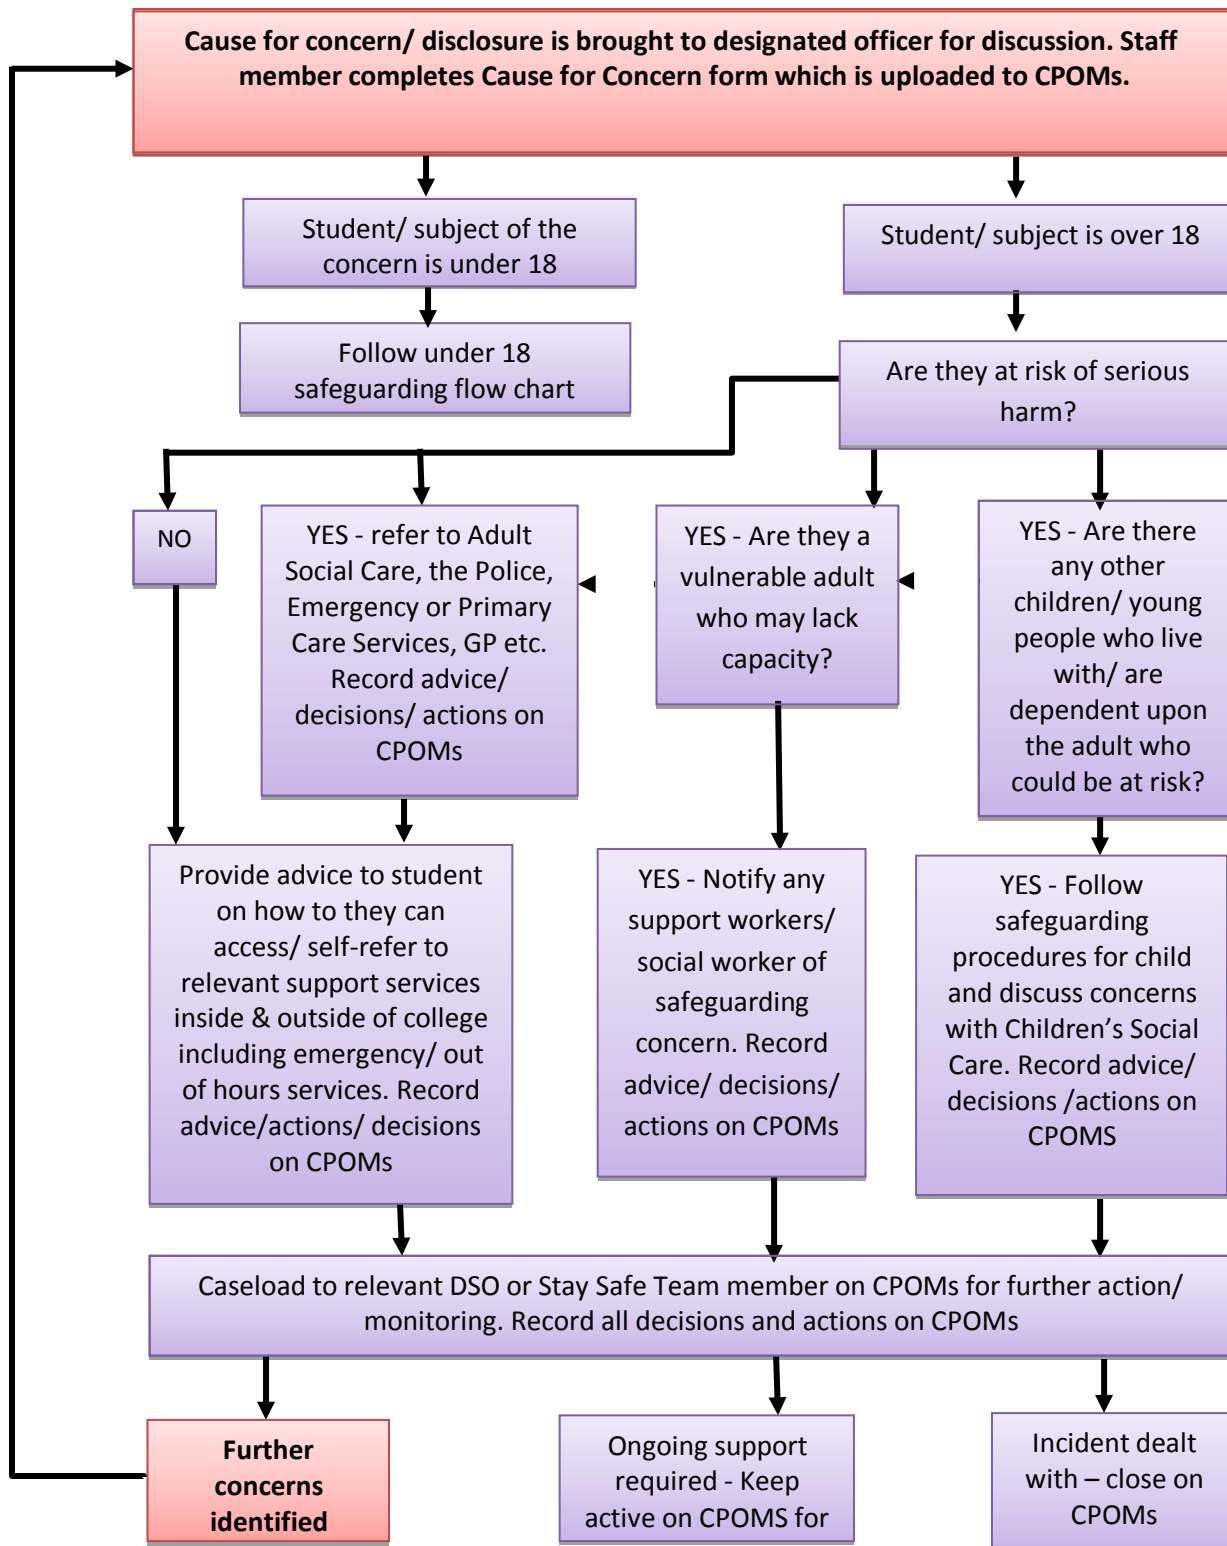 Cause for concern/ disclosure is brought to designated officer for discussion. Staff
member completes Cause for Concern form which is uploaded to CPOMs.
Student/ subject of the
concern is under 18
Student/ subject is over 18
Follow under 18
safeguarding flow chart
Are they at risk of serious
harm?
NO
YES - refer to Adult
Social Care, the Police,
Emergency or Primary
Care Services, GP etc.
Record advice/
decisions/ actions on
CPOMs
YES - Are they a
vulnerable adult
who may lack
capacity?
YES - Are there
any other
children/ young
people who live
with/ are
dependent upon
the adult who
could be at risk?
Provide advice to student
on how to they can
access/ self-refer to
relevant support services
inside & outside of college
including emergency/ out
of hours services. Record
advice/actions/ decisions
on CPOMs
YES - Notify any
support workers/
social worker of
safeguarding
concern. Record
advice/ decisions/
actions on CPOMs
YES - Follow
safeguarding
procedures for child
and discuss concerns
with Children’s Social
Care. Record advice/
decisions /actions on
CPOMS
Caseload to relevant DSO or Stay Safe Team member on CPOMs for further action/
monitoring. Record all decisions and actions on CPOMs
Further
concerns
identified
Ongoing support
required - Keep
active on CPOMS for
Incident dealt
with – close on
CPOMs